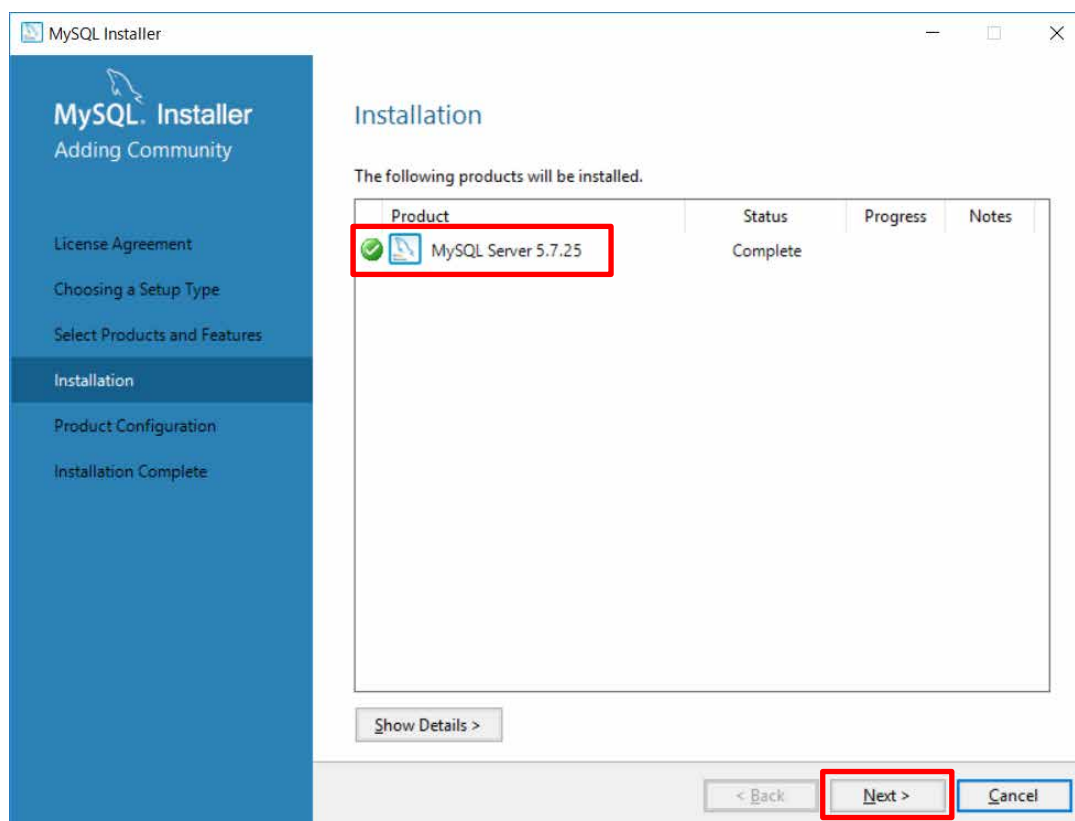 MySQL Installer
MySQL. Installer
Adding Community
License Agreement
Choosing a Setup Type
Select Products and Features
Installation
Product Configuration
Installation Complete
Installation
The following products will be installed.
Product Status Progress Notes
MySQL Server 5.7.25 Complete
Show Details >
< Back Next > Cancel